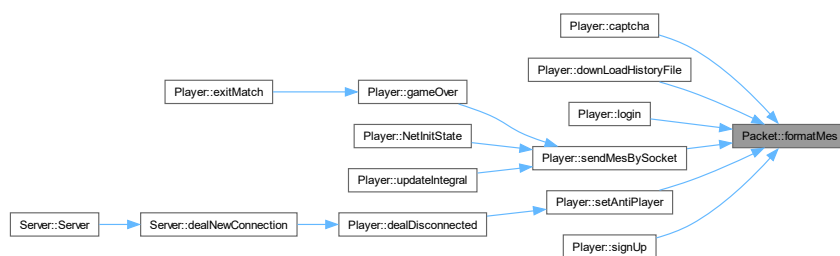 Player::captcha
Player::downLoadHistoryFile
Player::exitMatch
Player::gameOver
Player::login
Player::NetInitState
Packet::formatMes
Player::sendMesBySocket
Player::updateIntegral
Player::setAntiPlayer
Server::Server
Server::dealNewConnection
Player::dealDisconnected
Player::signUp